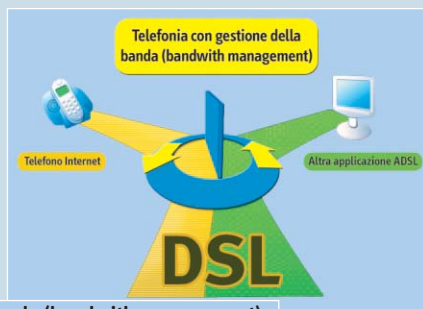 Telefonia con gestione della
banda (bandwith management)
Telefono Internet
Altra applicazione ADSL
DSL